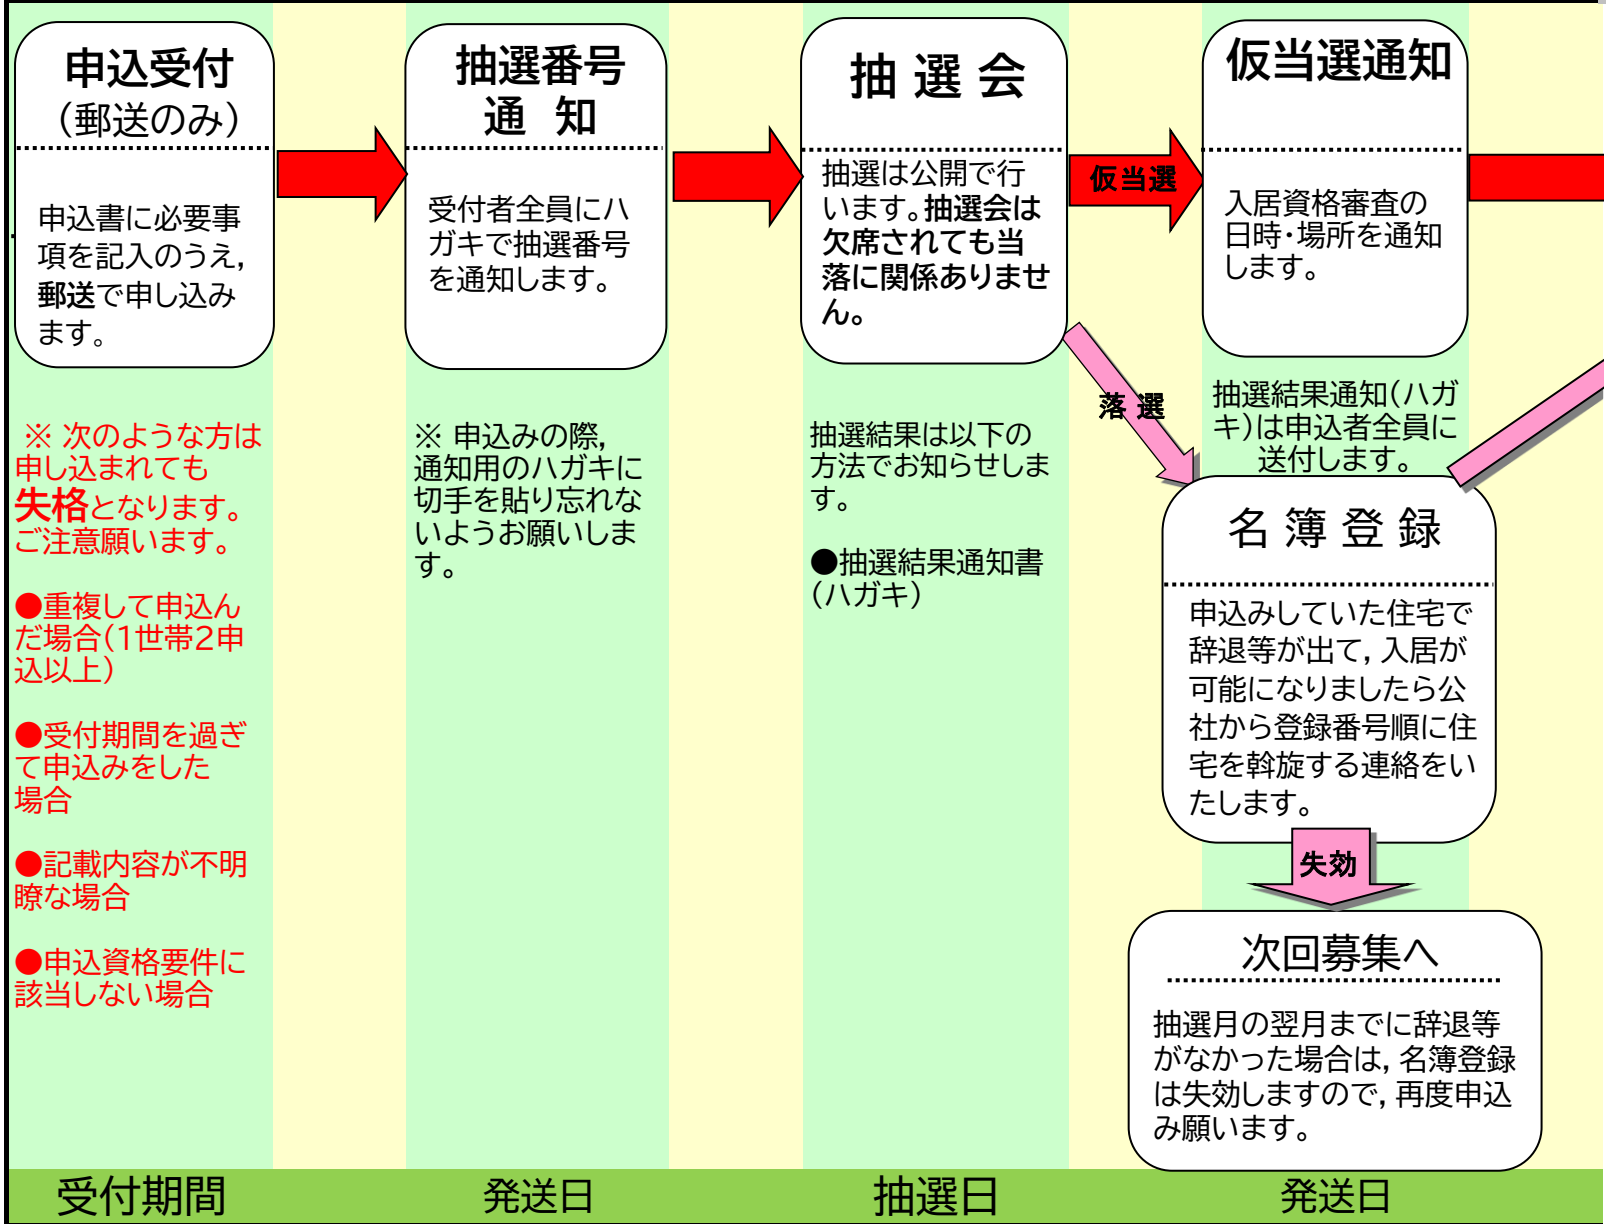 申込受付
（郵送のみ）
申込書に必要事
項を記入のうえ，
郵送で申し込み
ます。
※ 次のような方は
申し込まれても
失格となります。
ご注意願います。
●重複して申込ん
だ場合（1世帯2申
込以上）
●受付期間を過ぎ
て申込みをした
場合
●記載内容が不明
瞭な場合
●申込資格要件に
該当しない場合
受付期間
抽選番号
通 知
受付者全員にハ
ガキで抽選番号
を通知します。
※ 申込みの際，
通知用のハガキに
切手を貼り忘れな
いようお願いしま
す。
発送日
抽 選 会
抽選は公開で行
います。抽選会は
欠席されても当
落に関係ありませ
ん。
抽選結果は以下の
方法でお知らせしま
す。
●抽選結果通知書
（ハガキ）
抽選日
仮当選
落 選
仮当選通知
入居資格審査の
日時・場所を通知
します。
抽選結果通知（ハガ
キ）は申込者全員に
送付します。
名 簿 登 録
申込みしていた住宅で
辞退等が出て，入居が
可能になりましたら公
社から登録番号順に住
宅を斡旋する連絡をい
たします。
失効
次回募集へ
抽選月の翌月までに辞退等
がなかった場合は，名簿登録
は失効しますので，再度申込
み願います。
発送日